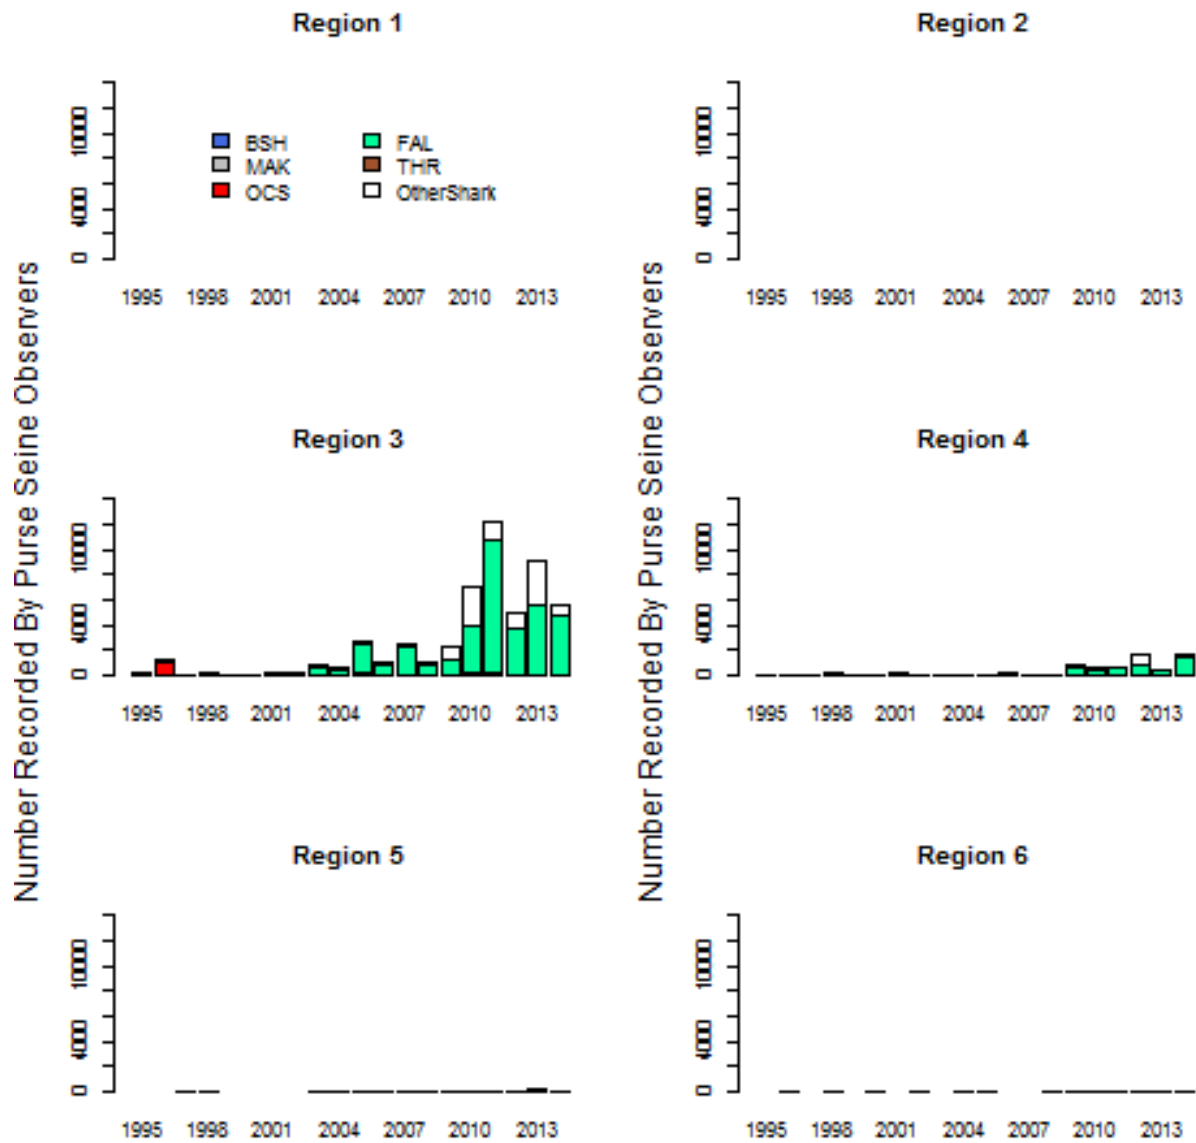 Region 1
10000
4000
0
BSH
MAK
OCS
FAL
THR
OtherShark
1995 1998 2001 2004 2007 2010 2013
Region 2
10000
4000
0
1995 1998 2001 2004 2007 2010 2013
Number Recorded By Purse Seine Observers
Number Recorded By Purse Seine Observers
Region 3
10000
4000
0
1995 1998 2001 2004 2007 2010 2013
Region 4
10000
4000
0
1995 1998 2001 2004 2007 2010 2013
Region 5
10000
4000
0
1995 1998 2001 2004 2007 2010 2013
Region 6
10000
4000
0
1995 1998 2001 2004 2007 2010 2013